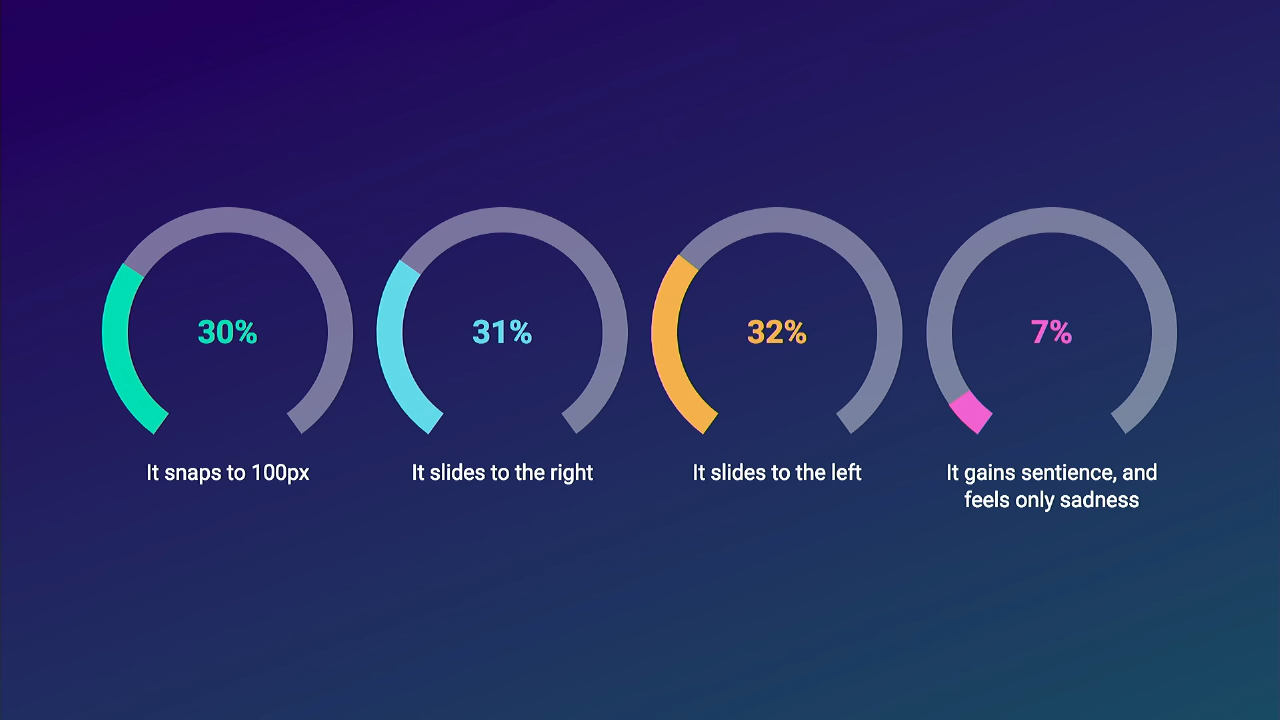 30%
31%
32%
7%
It snaps to 100px
It slides to the right
It slides to the left
It gains sentience, and
feels only sadness